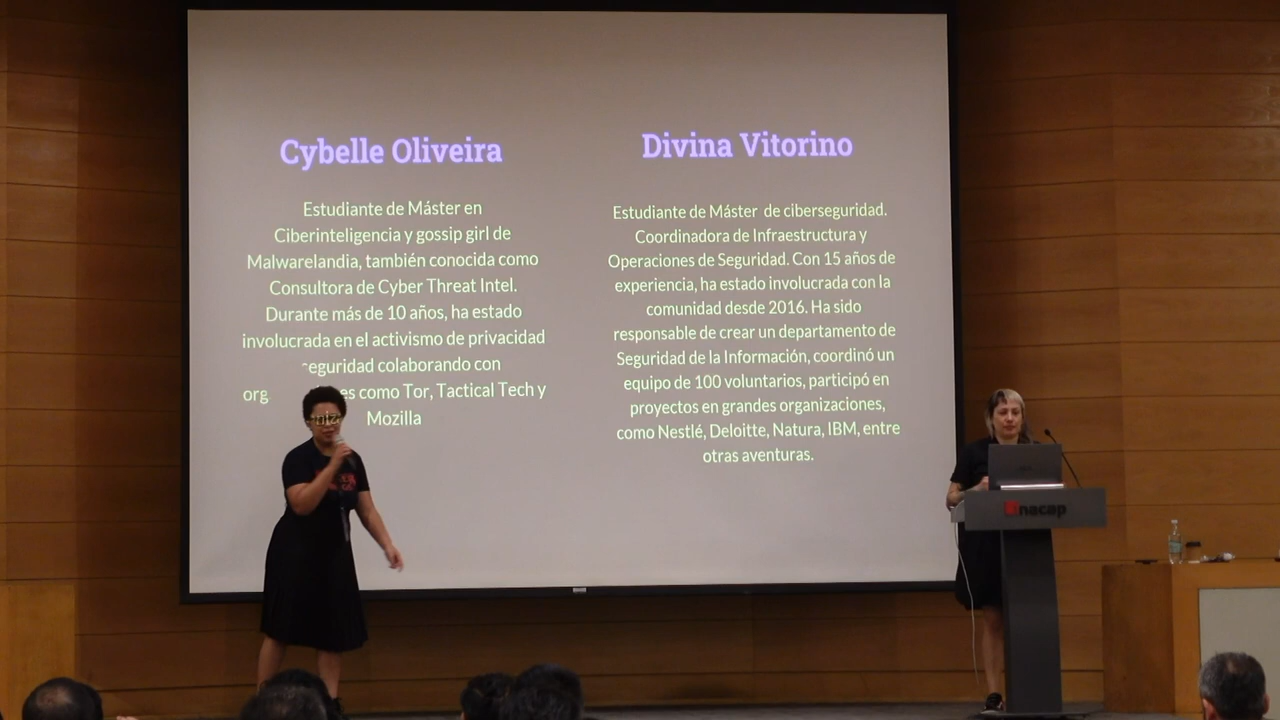 Cybelle Oliveira
Estudiante de Máster en
Ciberinteligencia y gossip girl de
Malwarelandia, también conocida como
Consultora de Cyber Threat Intel.
Durante más de 10 años, ha estado
involucrada en el activismo de privacidad
seguridad colaborando con
org es como Tor, Tactical Tech y
Mozilla
Divina Vitorino
Estudiante de Máster de ciberseguridad.
Coordinadora de Infraestructura y
Operaciones de Seguridad. Con 15 años de
experiencia, ha estado involucrada con la
comunidad desde 2016. Ha sido
responsable de crear un departamento de
Seguridad de la Información, coordinó un
equipo de 100 voluntarios, participó en
proyectos en grandes organizaciones,
como Nestlé, Deloitte, Natura, IBM, entre
otras aventuras.
inacap